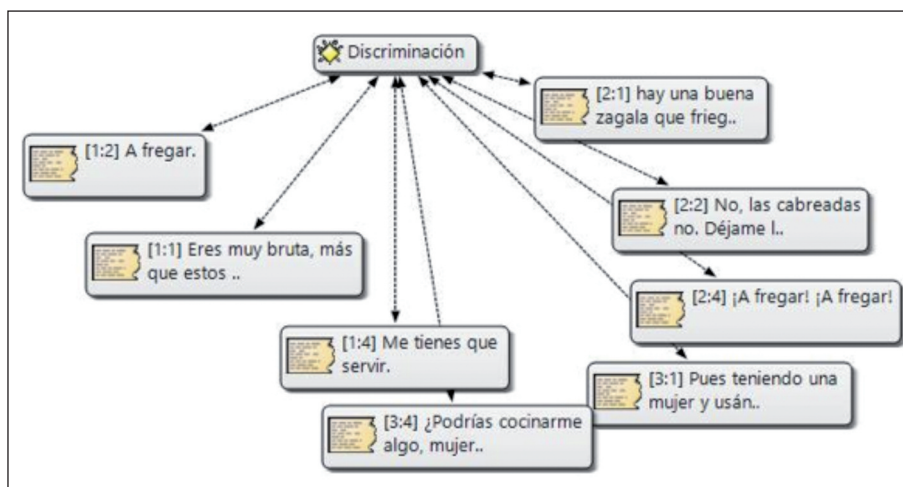 Discriminación
[2:1] hay una buena
zagala que frieg..
[1:2] A fregar.
[2:2] No, las cabreadas
no. Déjame l..
[1:1] Eres muy bruta, más
que estos ..
[2:4] ¡A fregar! ¡A fregar!
[1:4] Me tienes que
servir.
[3:1] Pues teniendo una
mujer y usán..
[3:4] ¿Podrías cocinarme
algo, mujer..